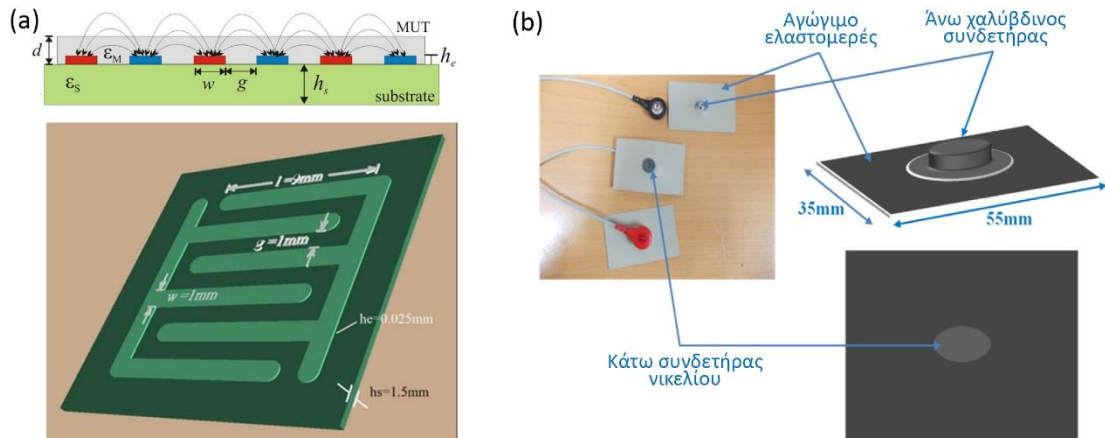 (a)
MUT
d
εM
he
w
g
hs
εS
substrate
l=9mm
g=1mm
w=1mm
he=0.025mm
hs=1.5mm
(b)
Αγώγιμο
ελαστομερές
Άνω χαλύβδινος
συνδετήρας
35mm
55mm
Κάτω συνδετήρας
νικελίου